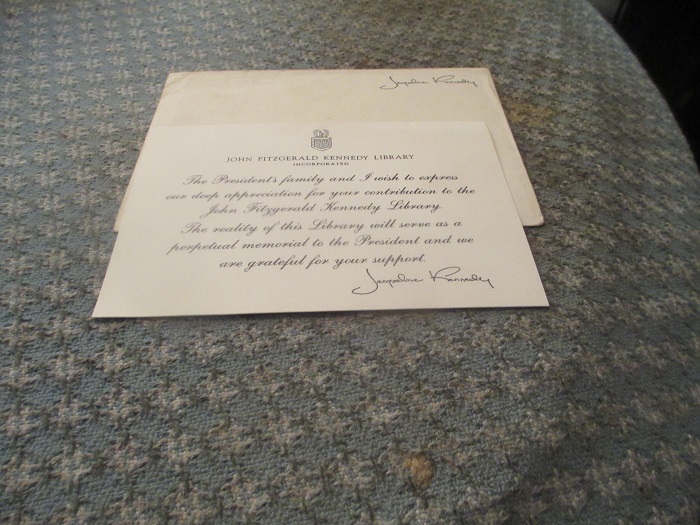 Jacqueline Kennedy
JOHN FITZGERALD KENNEDY LIBRARY
INCORPORATED
The President's family and I wish to express
our deep appreciation for your contribution to the
John Fitzgerald Kennedy Library.
The reality of this Library will serve as a
perpetual memorial to the President and we
are grateful for your support.
Jacqueline Kennedy